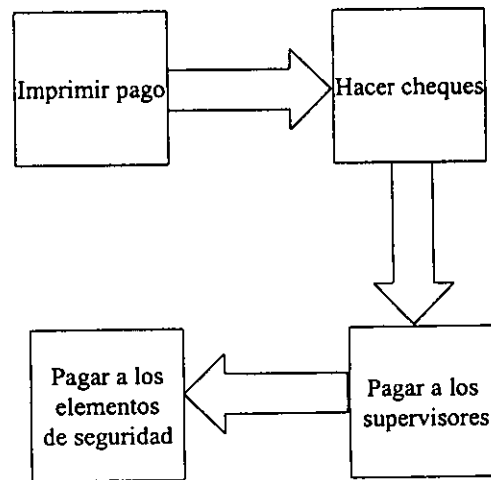 Imprimir pago
Hacer cheques
Pagar a los
supervisores
Pagar a los
elementos
de seguridad